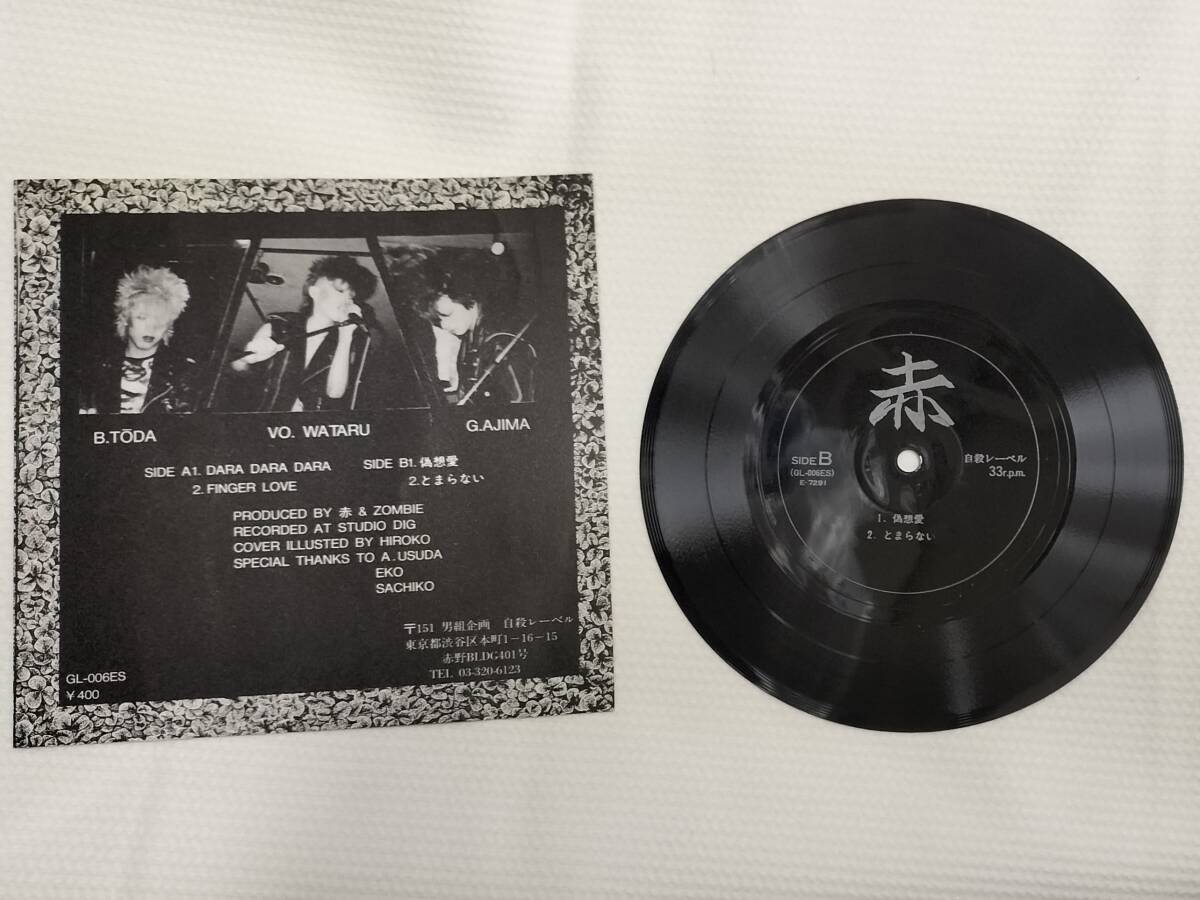 B.TŌDA VO. WATARU G.AJIMA
SIDE A1. DARA DARA DARA SIDE B1. 偽想愛
2. FINGER LOVE 2. とまらない
PRODUCED BY 赤 & ZOMBIE
RECORDED AT STUDIO DIG
COVER ILLUSTED BY HIROKO
SPECIAL THANKS TO A.USUDA
EKO
SACHIKO
〒151 男組企画 自殺レーベル
東京都渋谷区本町1-16-15
赤野BLDG401号
TEL 03-320-6123
GL-006ES
¥400
赤
SIDE B
(GL-006ES)
E-7291
自殺レーベル
33r.p.m.
1. 偽想愛
2. とまらない